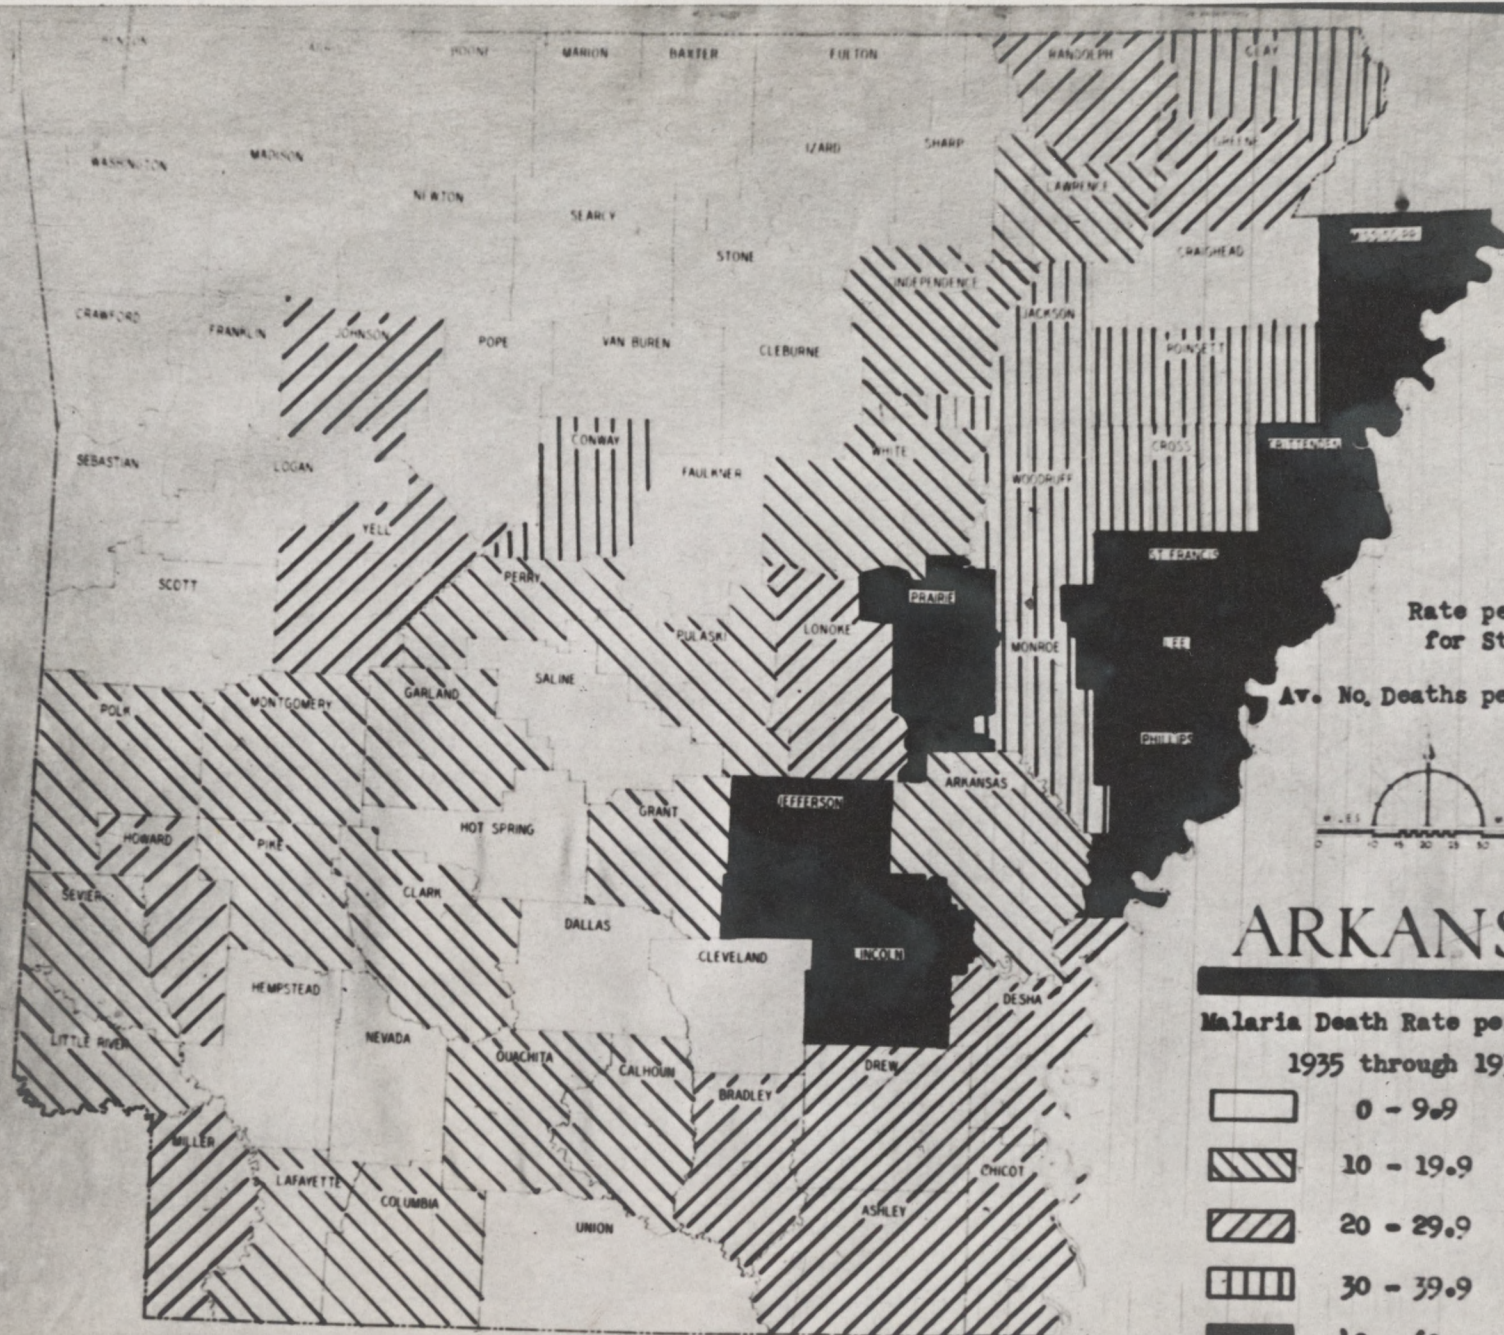 BENTON
BOONE
MARION
BAXTER
FULTON
RANDOLPH
CLAY
WASHINGTON
MADISON
NEWTON
SEARCY
STONE
IZARD
SHARP
LAWRENCE
GREENE
CRAIGHEAD
MISSISSIPPI
CRAWFORD
FRANKLIN
JOHNSON
POPE
VAN BUREN
CLEBURNE
INDEPENDENCE
JACKSON
POINSETT
SEBASTIAN
LOGAN
CONWAY
FAULKNER
WHITE
WOODRUFF
CROSS
CRITTENDEN
SCOTT
YELL
PERRY
PULASKI
LONOKE
PRAIRIE
MONROE
ST. FRANCIS
LEE
PHILLIPS
POLK
MONTGOMERY
GARLAND
SALINE
GRANT
JEFFERSON
ARKANSAS
HOWARD
PIKE
HOT SPRING
SEVIER
CLARK
DALLAS
CLEVELAND
LINCOLN
DESHA
LITTLE RIVER
HEMPSTEAD
NEVADA
OUACHITA
CALHOUN
BRADLEY
DREW
MILLER
LAFAYETTE
COLUMBIA
UNION
ASHLEY
CHICOT
Rate pe
for St
Av. No. Deaths pe
ARKANS
Malaria Death Rate pe
1935 through 19
0 - 9.9
10 - 19.9
20 - 29.9
30 - 39.9